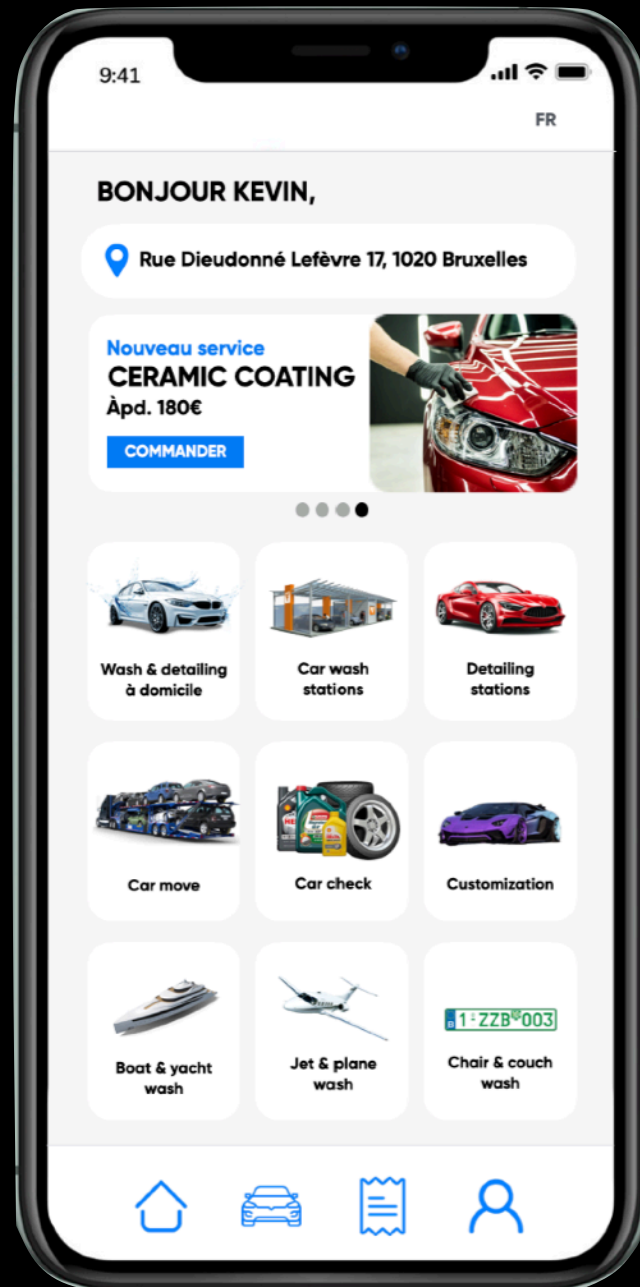 9:41
FR
BONJOUR KEVIN,
Rue Dieudonné Lefèvre 17, 1020 Bruxelles
Nouveau service
CERAMIC COATING
Àpd. 180€
COMMANDER
Wash & detailing
à domicile
Car wash
stations
Detailing
stations
Car move
Car check
Customization
Boat & yacht
wash
Jet & plane
wash
B 1-ZZB-003
Chair & couch
wash